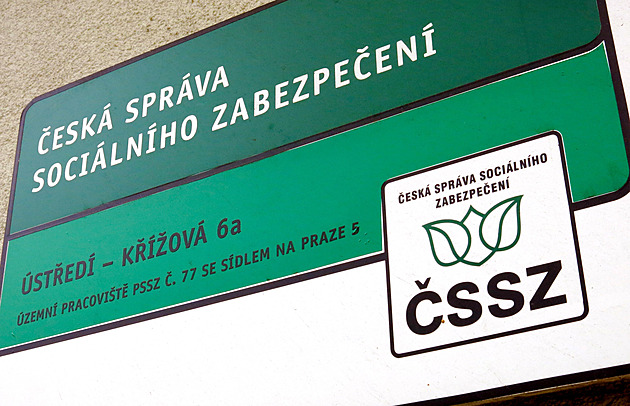 ČESKÁ SPRÁVA
SOCIÁLNÍHO ZABEZPEČENÍ
ÚSTŘEDÍ – KŘÍŽOVÁ 6a
ÚZEMNÍ PRACOVIŠTĚ PSSZ Č. 77 SE SÍDLEM NA PRAZE 5
ČESKÁ SPRÁVA SOCIÁLNÍHO
ZABEZPEČENÍ
ČSSZ